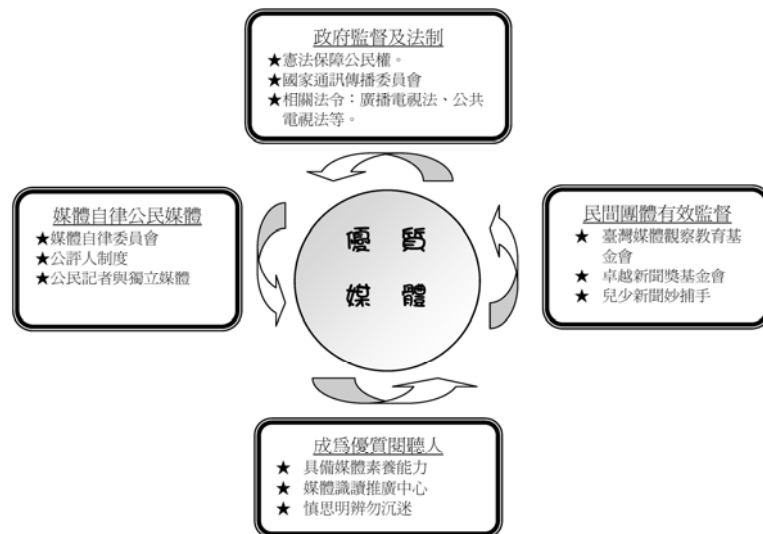 政府監督及法制
★憲法保障公民權。
★國家通訊傳播委員會
★相關法令：廣播電視法、公共
電視法等。
媒體自律公民媒體
★媒體自律委員會
★公評人制度
★公民記者與獨立媒體
優 質
媒 體
民間團體有效監督
★ 臺灣媒體觀察教育基
金會
★ 卓越新聞獎基金會
★ 兒少新聞妙捕手
成為優質閱聽人
★ 具備媒體素養能力
★ 媒體識讀推廣中心
★ 慎思明辨勿沉迷